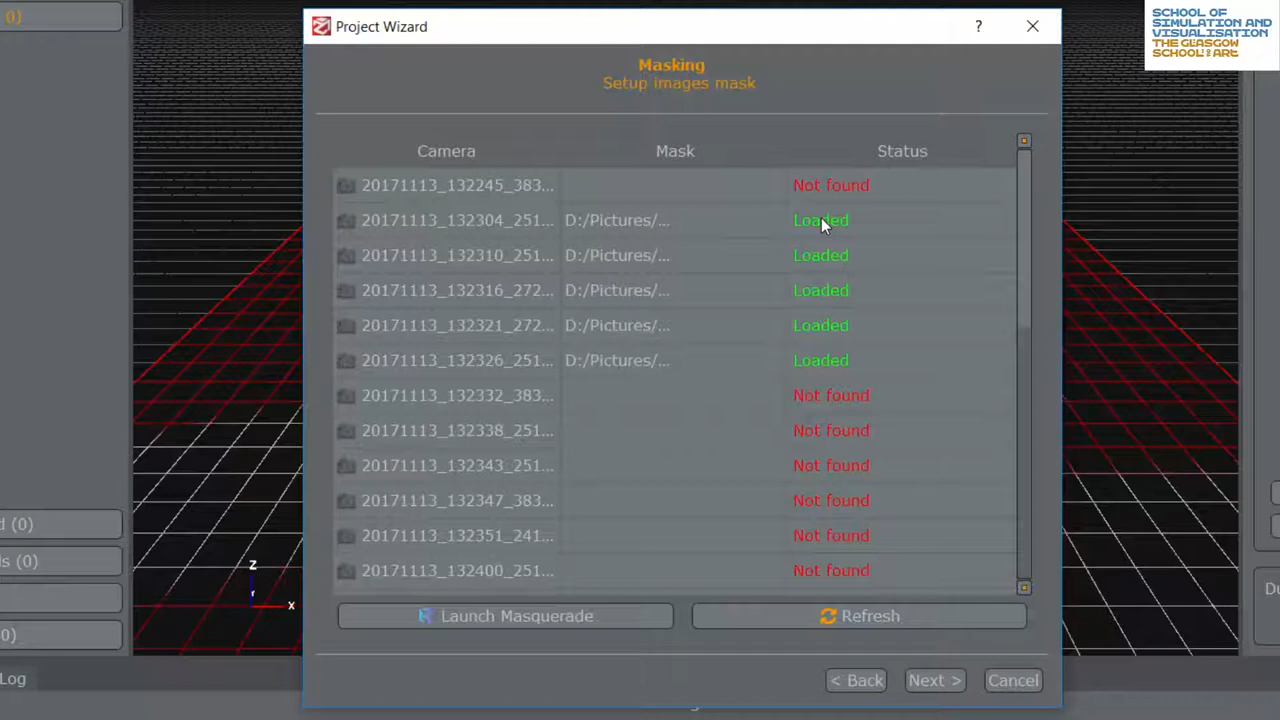 0)
Project Wizard
?
SCHOOL OF
SIMULATION AND
VISUALISATION
THE GLASGOW
SCHOOL OF ART
Masking
Setup images mask
Camera Mask Status
20171113_132245_383... Not found
20171113_132304_251... D:/Pictures/... Loaded
20171113_132310_251... D:/Pictures/... Loaded
20171113_132316_272... D:/Pictures/... Loaded
20171113_132321_272... D:/Pictures/... Loaded
20171113_132326_251... D:/Pictures/... Loaded
20171113_132332_383... Not found
20171113_132338_251... Not found
20171113_132343_251... Not found
20171113_132347_383... Not found
20171113_132351_241... Not found
20171113_132400_251... Not found
d (0)
ds (0)
0)
Z
Y
X
Launch Masquerade
Refresh
Du
Log
< Back
Next >
Cancel